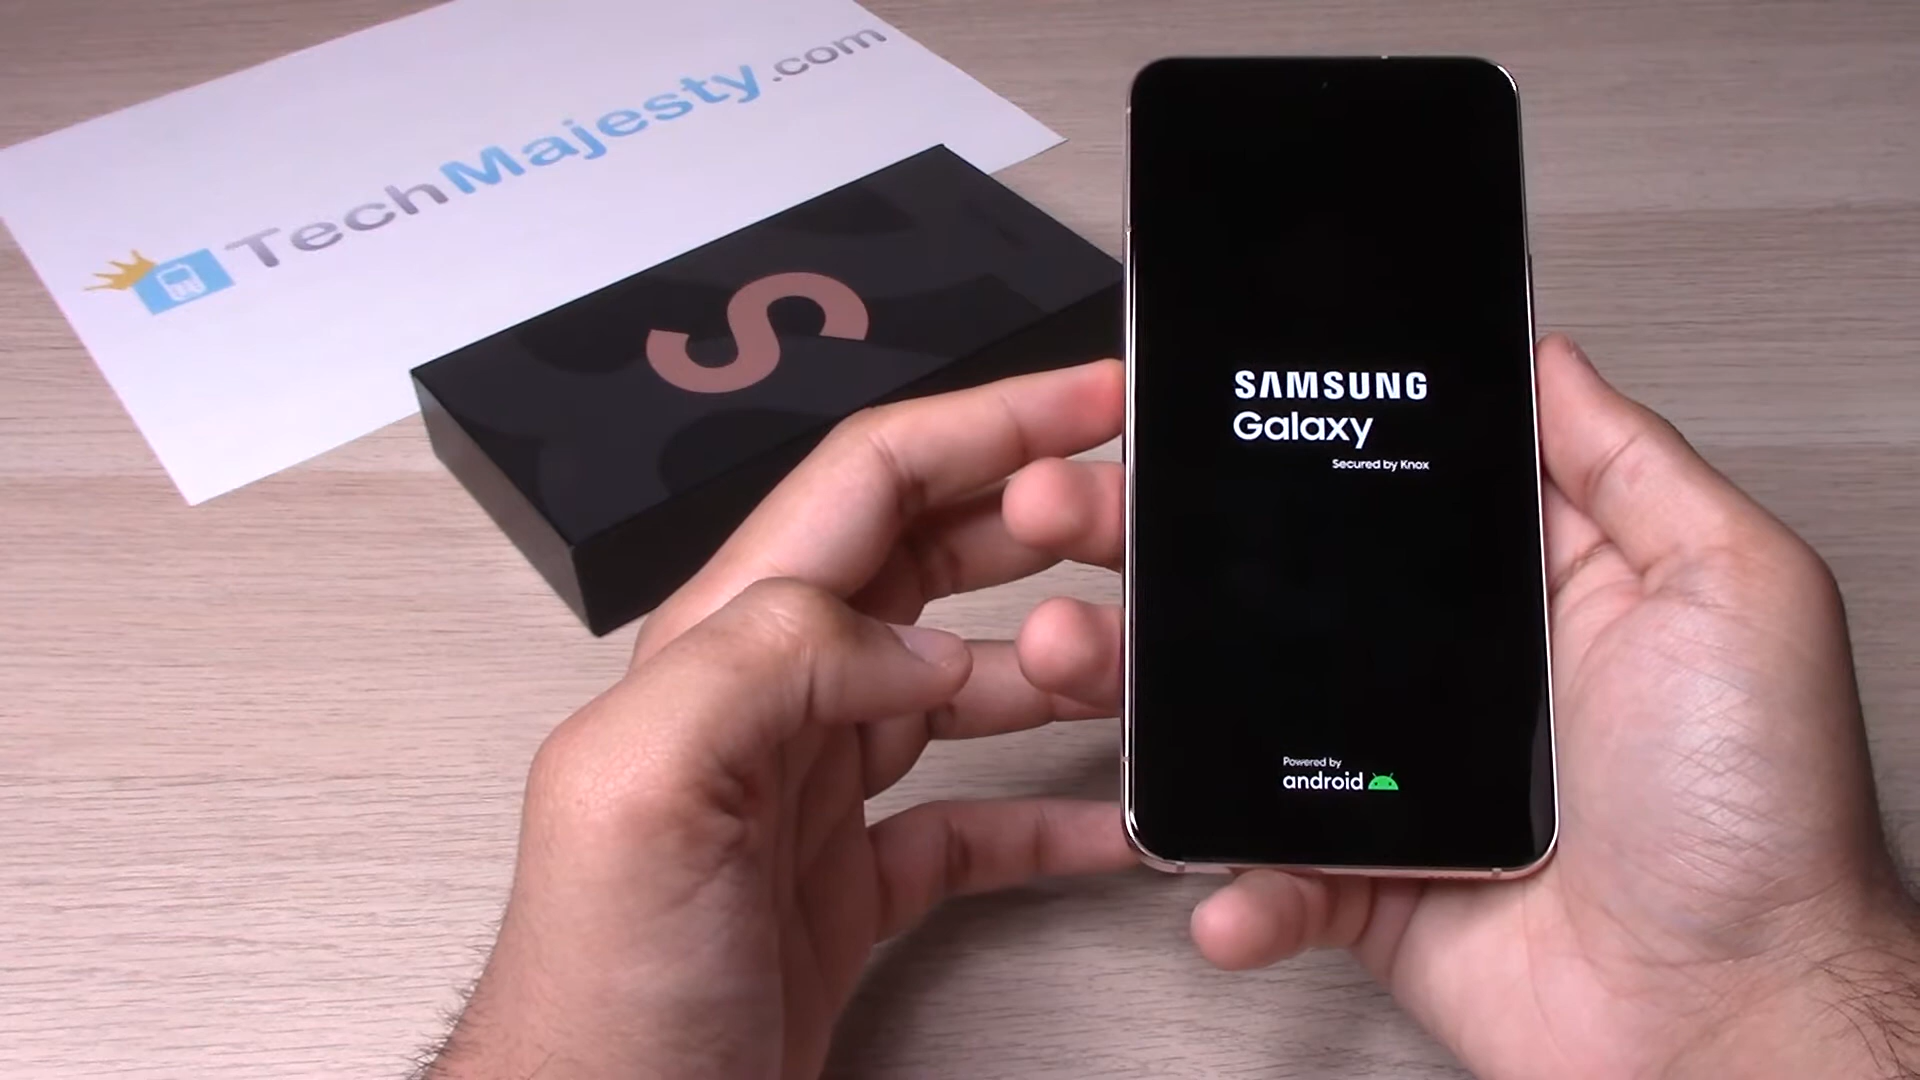 TechMajesty.com
S
SAMSUNG
Galaxy
Secured by Knox
Powered by
android